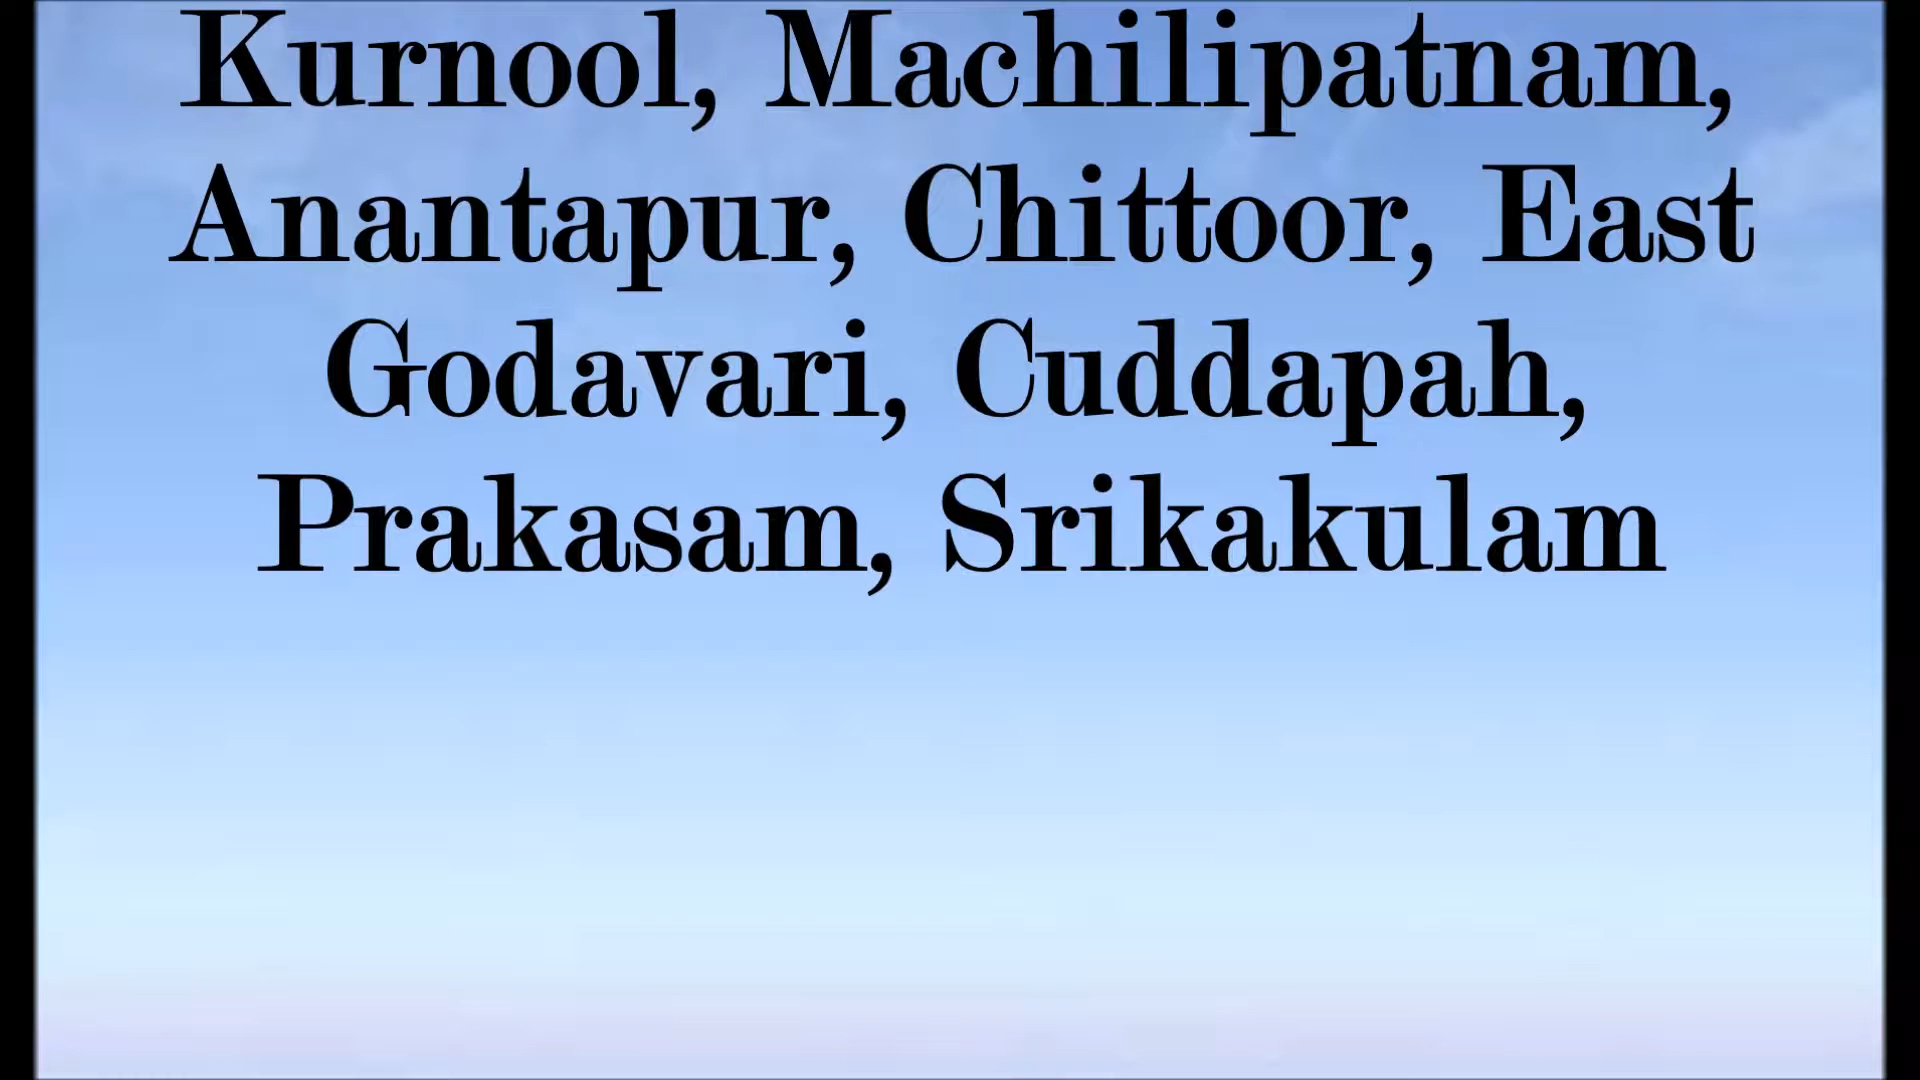 Kurnool, Machilipatnam,
Anantapur, Chittoor, East
Godavari, Cuddapah,
Prakasam, Srikakulam